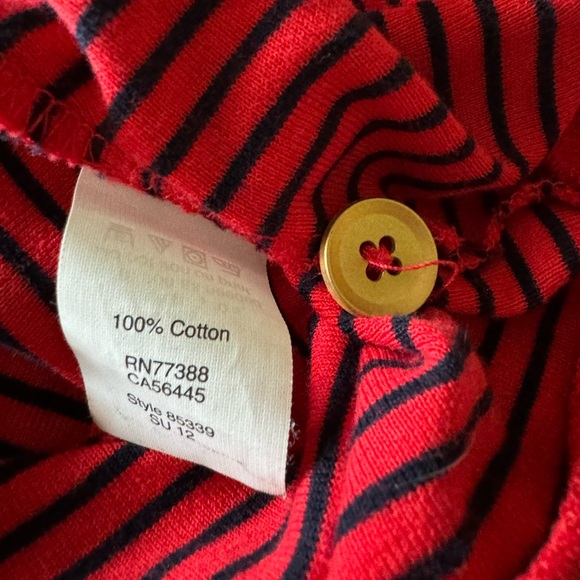 100% Cotton
RN77388
CA56445
Style 85339
SU 12